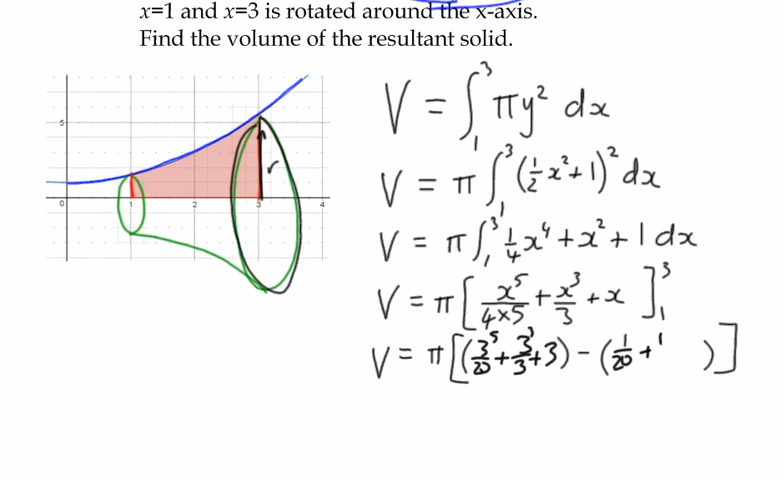 x=1 and x=3 is rotated around the x-axis.
Find the volume of the resultant solid.
5
0 1 2 3 4
r
V = ∫₁³ πy² dx
V = π ∫₁³ (½x²+1)² dx
V = π ∫₁³ ¼x⁴ + x² + 1 dx
V = π [ x⁵/4×5 + x³/3 + x ]₁³
V = π [ (3⁵/20 + 3³/3 + 3) − (1/20 + 1 ) ]